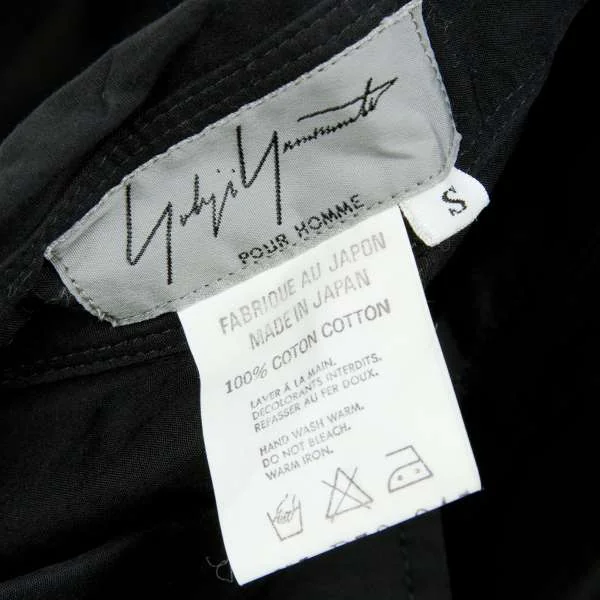 Yohji Yamamoto
POUR HOMME
S
FABRIQUE AU JAPON
MADE IN JAPAN
100% COTON COTTON
LAVER À LA MAIN.
DECOLORANTS INTERDITS.
REPASSER AU FER DOUX.
HAND WASH WARM.
DO NOT BLEACH.
WARM IRON.